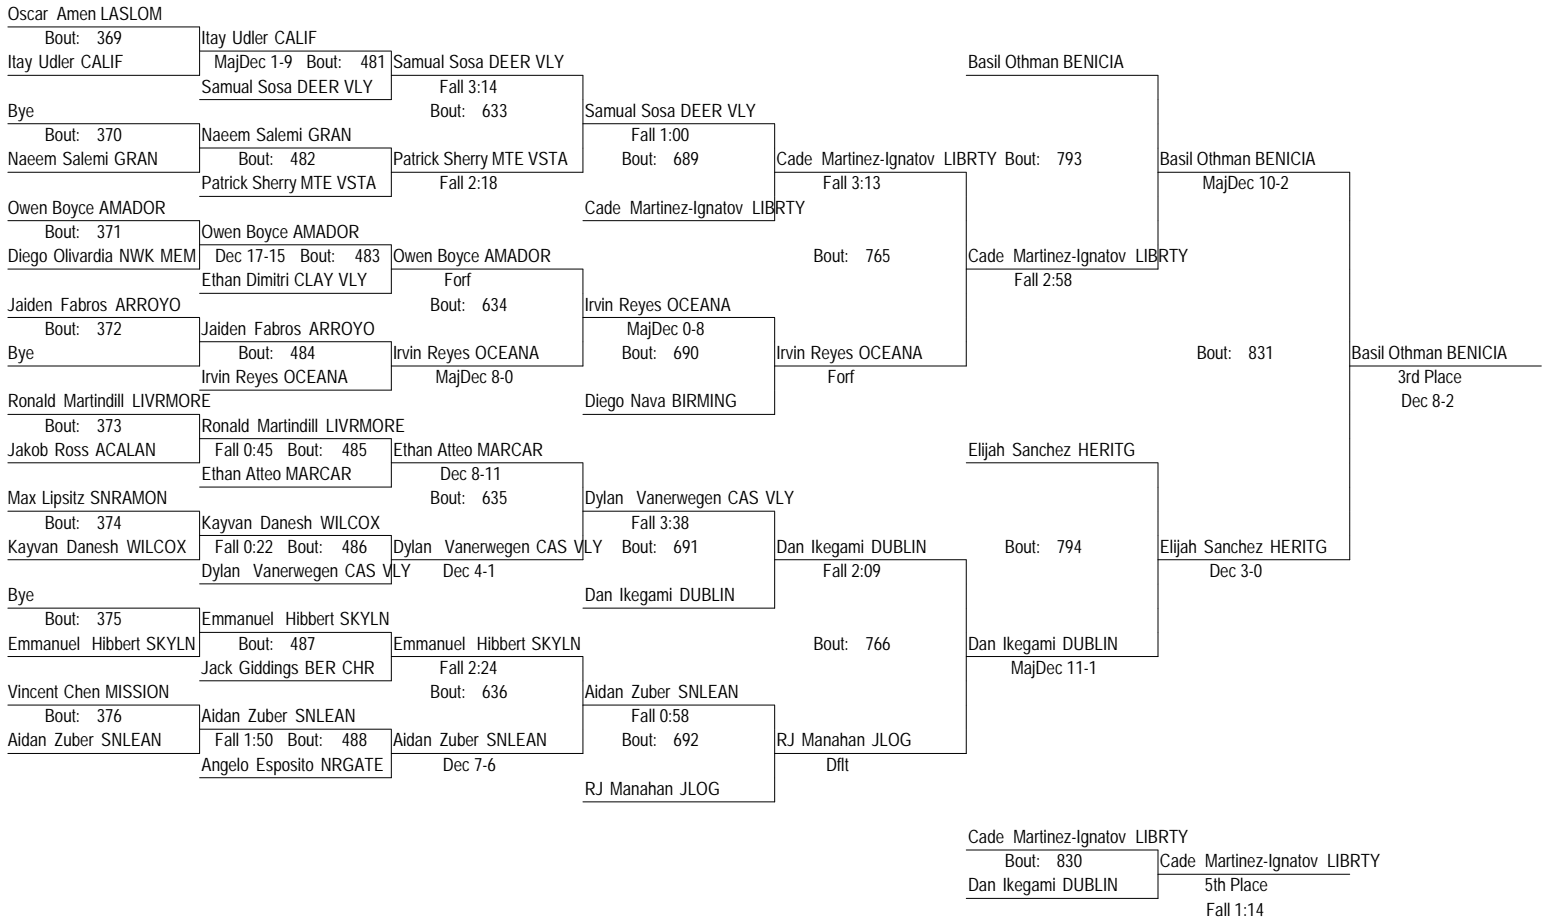 Oscar Amen LASLOM
Bout: 369 Itay Udler CALIF
Itay Udler CALIF MajDec 1-9 Bout: 481 Samual Sosa DEER VLY Basil Othman BENICIA
Samual Sosa DEER VLY Fall 3:14
Bye Bout: 633 Samual Sosa DEER VLY
Bout: 370 Naeem Salemi GRAN Fall 1:00
Naeem Salemi GRAN Bout: 482 Patrick Sherry MTE VSTA Bout: 689 Cade Martinez-Ignatov LIBRTY Bout: 793 Basil Othman BENICIA
Patrick Sherry MTE VSTA Fall 2:18 Fall 3:13 MajDec 10-2
Owen Boyce AMADOR Cade Martinez-Ignatov LIBRTY
Bout: 371 Owen Boyce AMADOR
Diego Olivardia NWK MEM Dec 17-15 Bout: 483 Owen Boyce AMADOR Bout: 765 Cade Martinez-Ignatov LIBRTY
Ethan Dimitri CLAY VLY Forf Fall 2:58
Jaiden Fabros ARROYO Bout: 634 Irvin Reyes OCEANA
Bout: 372 Jaiden Fabros ARROYO MajDec 0-8
Bye Bout: 484 Irvin Reyes OCEANA Bout: 690 Irvin Reyes OCEANA Bout: 831 Basil Othman BENICIA
Irvin Reyes OCEANA MajDec 8-0 Forf 3rd Place
Ronald Martindill LIVRMORE Diego Nava BIRMING Dec 8-2
Bout: 373 Ronald Martindill LIVRMORE
Jakob Ross ACALAN Fall 0:45 Bout: 485 Ethan Atteo MARCAR Elijah Sanchez HERITG
Ethan Atteo MARCAR Dec 8-11
Max Lipsitz SNRAMON Bout: 635 Dylan Vanerwegen CAS VLY
Bout: 374 Kayvan Danesh WILCOX Fall 3:38
Kayvan Danesh WILCOX Fall 0:22 Bout: 486 Dylan Vanerwegen CAS VLY Bout: 691 Dan Ikegami DUBLIN Bout: 794 Elijah Sanchez HERITG
Dylan Vanerwegen CAS VLY Dec 4-1 Fall 2:09 Dec 3-0
Bye Dan Ikegami DUBLIN
Bout: 375 Emmanuel Hibbert SKYLN
Emmanuel Hibbert SKYLN Bout: 487 Emmanuel Hibbert SKYLN Bout: 766 Dan Ikegami DUBLIN
Jack Giddings BER CHR Fall 2:24 MajDec 11-1
Vincent Chen MISSION Bout: 636 Aidan Zuber SNLEAN
Bout: 376 Aidan Zuber SNLEAN Fall 0:58
Aidan Zuber SNLEAN Fall 1:50 Bout: 488 Aidan Zuber SNLEAN Bout: 692 RJ Manahan JLOG
Angelo Esposito NRGATE Dec 7-6 Dflt
RJ Manahan JLOG
Cade Martinez-Ignatov LIBRTY
Bout: 830 Cade Martinez-Ignatov LIBRTY
Dan Ikegami DUBLIN 5th Place
Fall 1:14